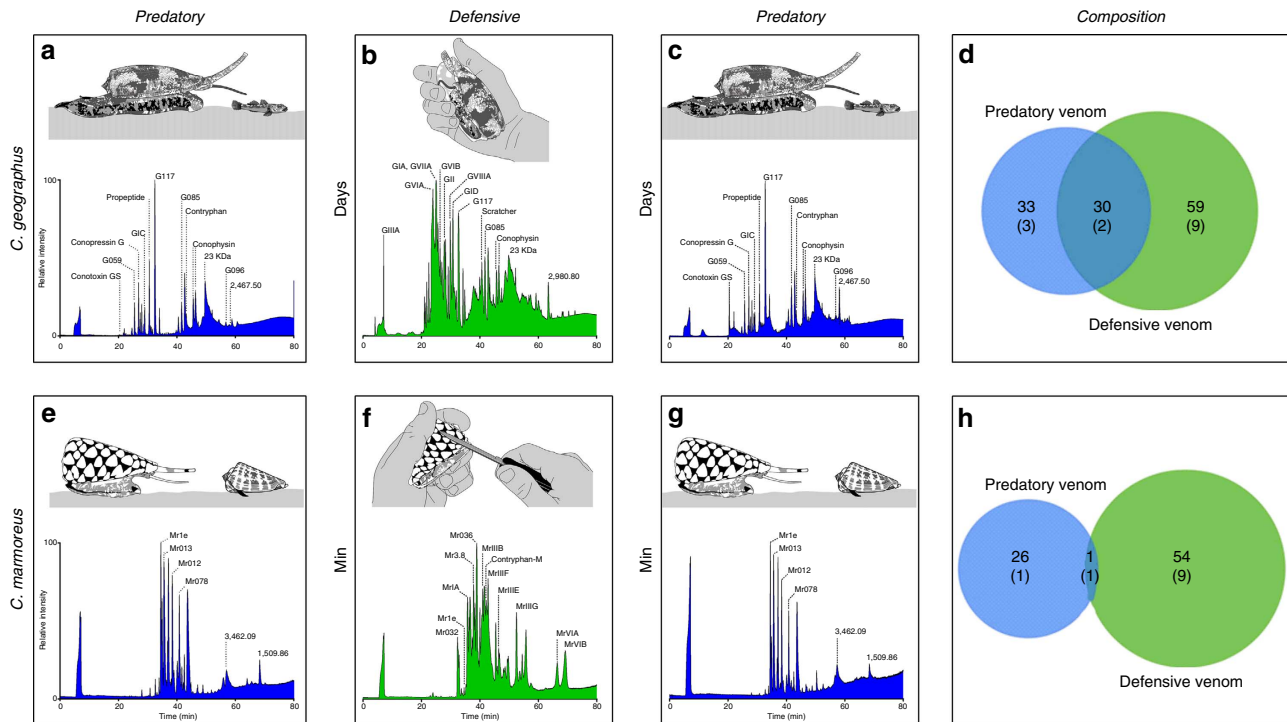 Predatory
Defensive
Predatory
Composition
C. geographus
a
G117
100
Propeptide
G085
Contryphan
GIC
Conopressin G
Conophysin
23 KDa
G059
G096
Conotoxin GS
2,467.50
Relative intensity
0
0 20 40 60 80
b
Days
GIA, GVIIA
GVIB
GII
GVIIIA
GVIA
GID
G117
Scratcher
GIIIA
G085
Conophysin
23 KDa
2,980.80
0 20 40 60 80
c
Days
G117
Propeptide
G085
Contryphan
GIC
Conopressin G
Conophysin
23 KDa
G059
G096
Conotoxin GS
2,467.50
0 20 40 60 80
d
Predatory venom
33
(3)
30
(2)
59
(9)
Defensive venom
C. marmoreus
e
100
Mr1e
Mr013
Mr012
Mr078
Relative intensity
3,462.09
1,509.86
0
0 20 40 60 80
Time (min)
f
Min
Mr036
MrIIIB
Mr3.8
Contryphan-M
MrIIIF
MrIA
MrIIIE
MrIIIG
Mr1e
Mr032
MrVIA
MrVIB
0 20 40 60 80
Time (min)
g
Min
Mr1e
Mr013
Mr012
Mr078
3,462.09
1,509.86
0 20 40 60 80
Time (min)
h
Predatory venom
26
(1)
1
(1)
54
(9)
Defensive venom